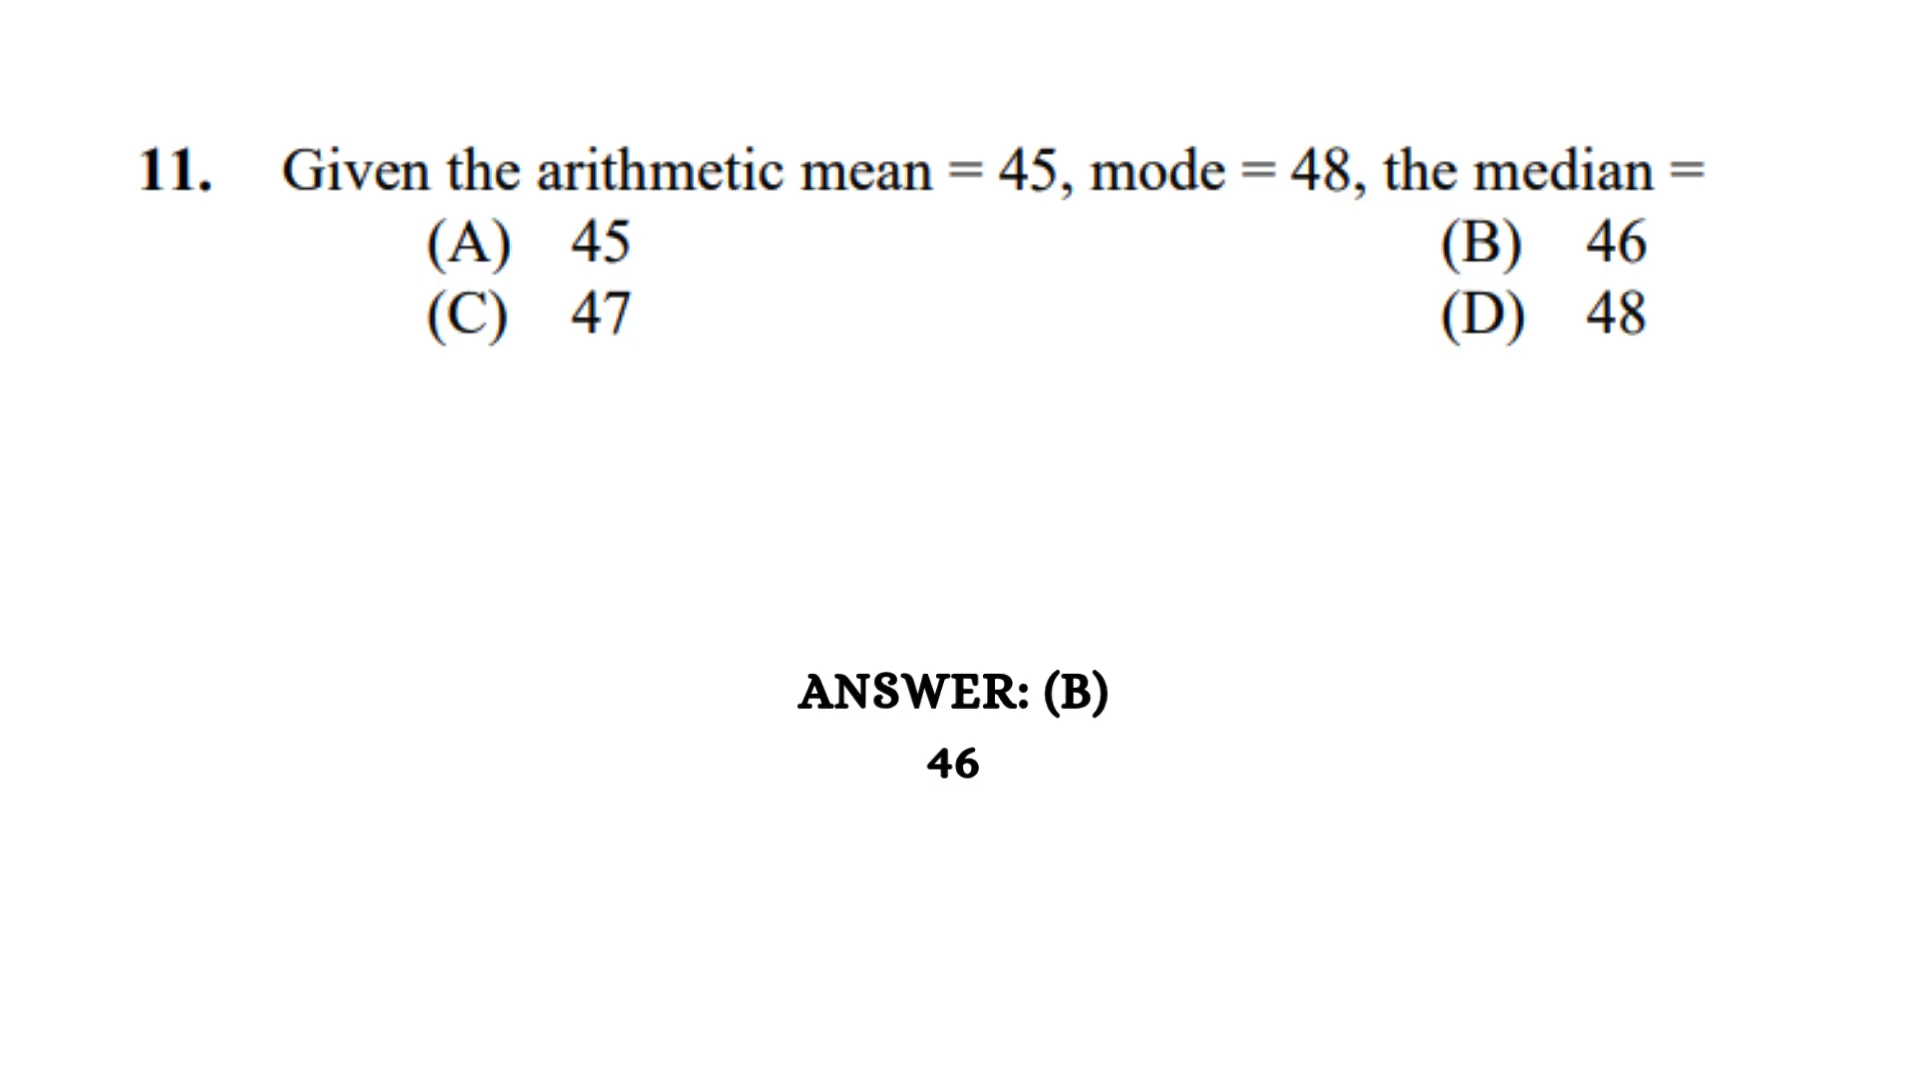 11. Given the arithmetic mean = 45, mode = 48, the median =
(A) 45 (B) 46
(C) 47 (D) 48
ANSWER: (B)
46